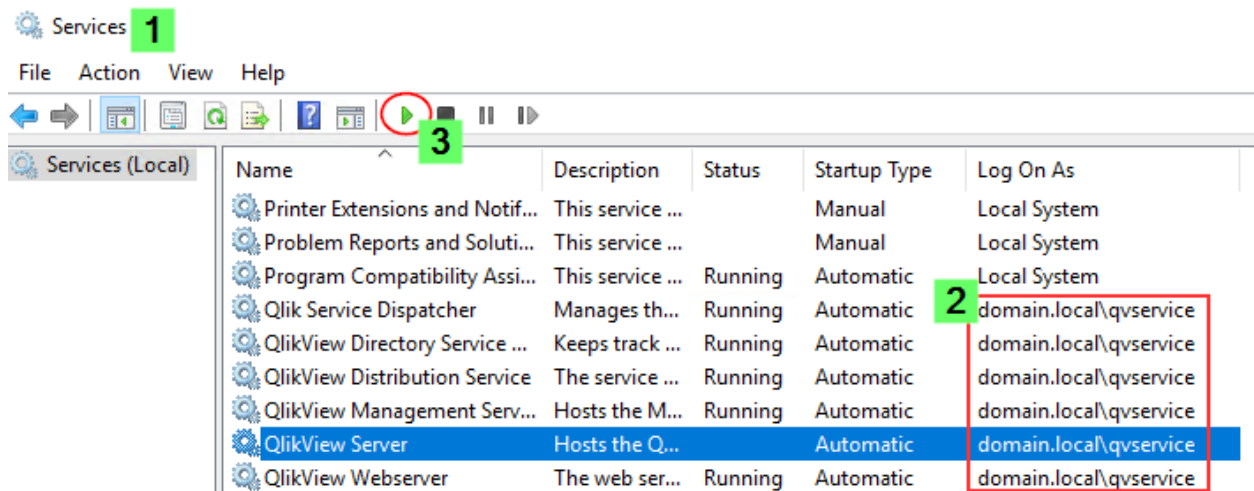 Services 1
File Action View Help
3
Services (Local)
Name Description Status Startup Type Log On As
Printer Extensions and Notif... This service ... Manual Local System
Problem Reports and Soluti... This service ... Manual Local System
Program Compatibility Assi... This service ... Running Automatic Local System
Qlik Service Dispatcher Manages th... Running Automatic 2 domain.local\qvservice
QlikView Directory Service ... Keeps track ... Running Automatic domain.local\qvservice
QlikView Distribution Service The service ... Running Automatic domain.local\qvservice
QlikView Management Serv... Hosts the M... Running Automatic domain.local\qvservice
QlikView Server Hosts the Q... Automatic domain.local\qvservice
QlikView Webserver The web ser... Running Automatic domain.local\qvservice